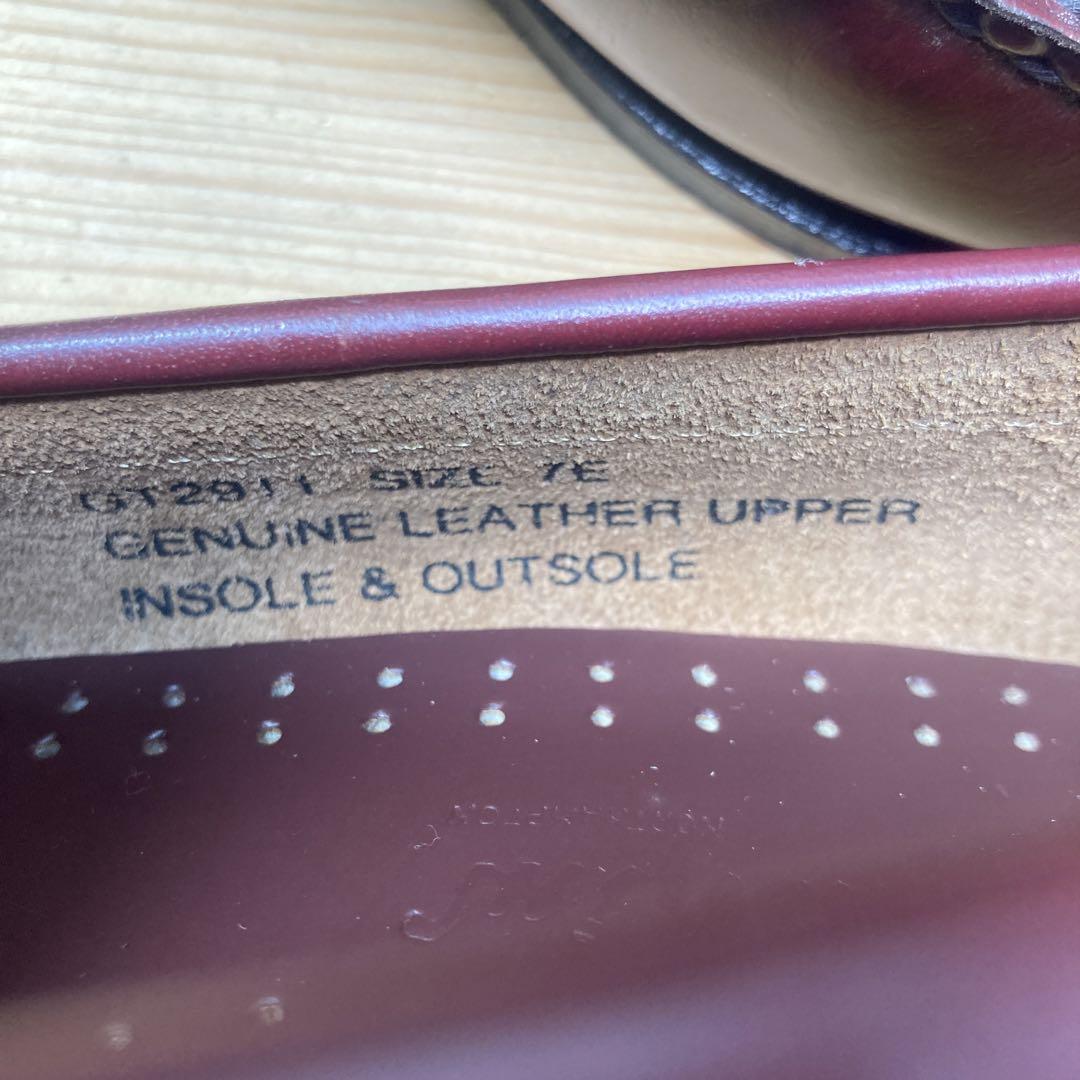 GT2911 SIZE 7E
GENUINE LEATHER UPPER
INSOLE & OUTSOLE